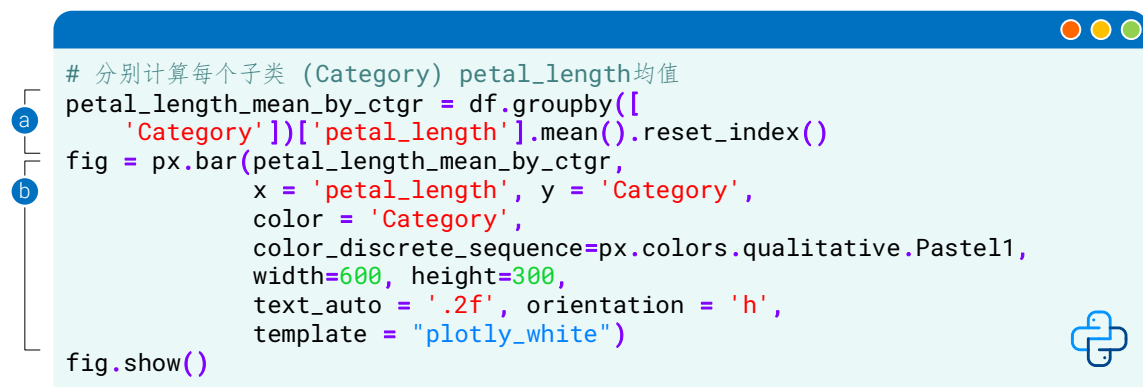 # 分别计算每个子类 (Category) petal_length均值
a
petal_length_mean_by_ctgr = df.groupby([
    'Category'])['petal_length'].mean().reset_index()
b
fig = px.bar(petal_length_mean_by_ctgr,
             x = 'petal_length', y = 'Category',
             color = 'Category',
             color_discrete_sequence=px.colors.qualitative.Pastel1,
             width=600, height=300,
             text_auto = '.2f', orientation = 'h',
             template = "plotly_white")
fig.show()